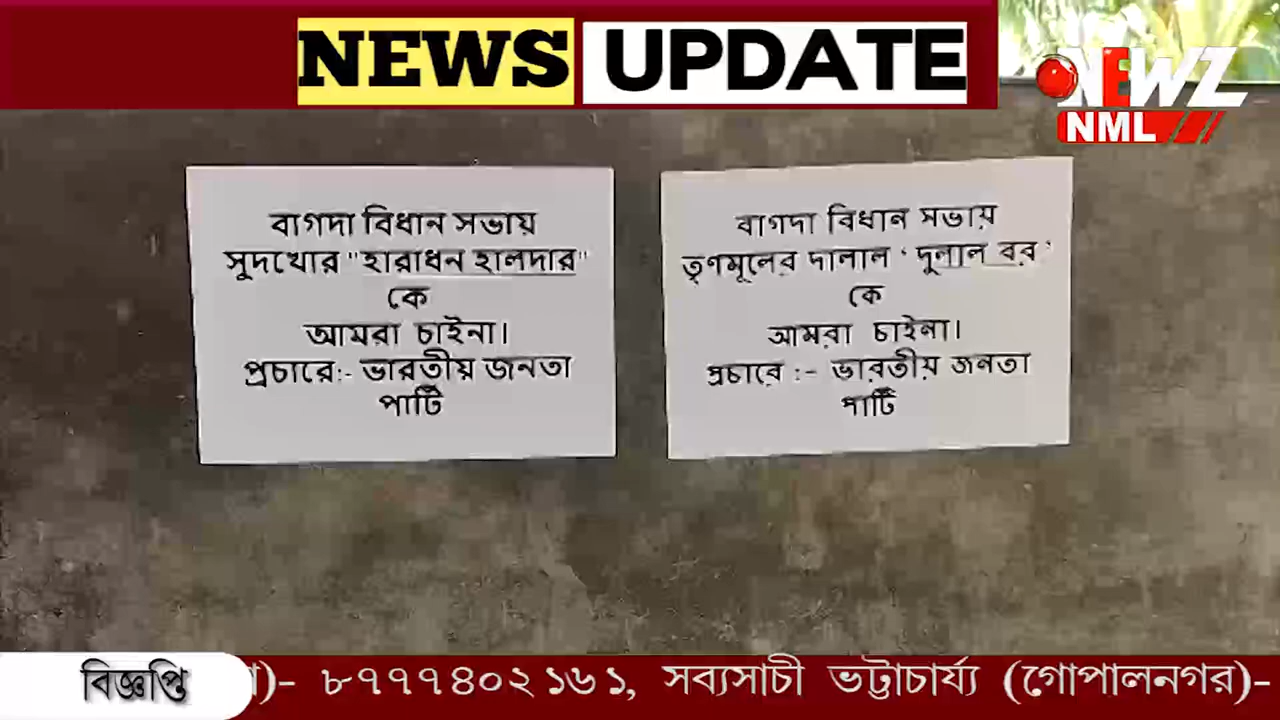 NEWS UPDATE
NEWZ
NML
বাগদা বিধান সভায়
সুদখোর "হারাধন হালদার"
কে
আমরা চাইনা।
প্রচারে:- ভারতীয় জনতা
পার্টি
বাগদা বিধান সভায়
তৃণমূলের দালাল ' দুলাল বর '
কে
আমরা চাইনা।
প্রচারে :- ভারতীয় জনতা
পার্টি
বিজ্ঞপ্তি
)- ৮৭৭৭৪০২১৬১, সব্যসাচী ভট্টাচার্য্য (গোপালনগর)-